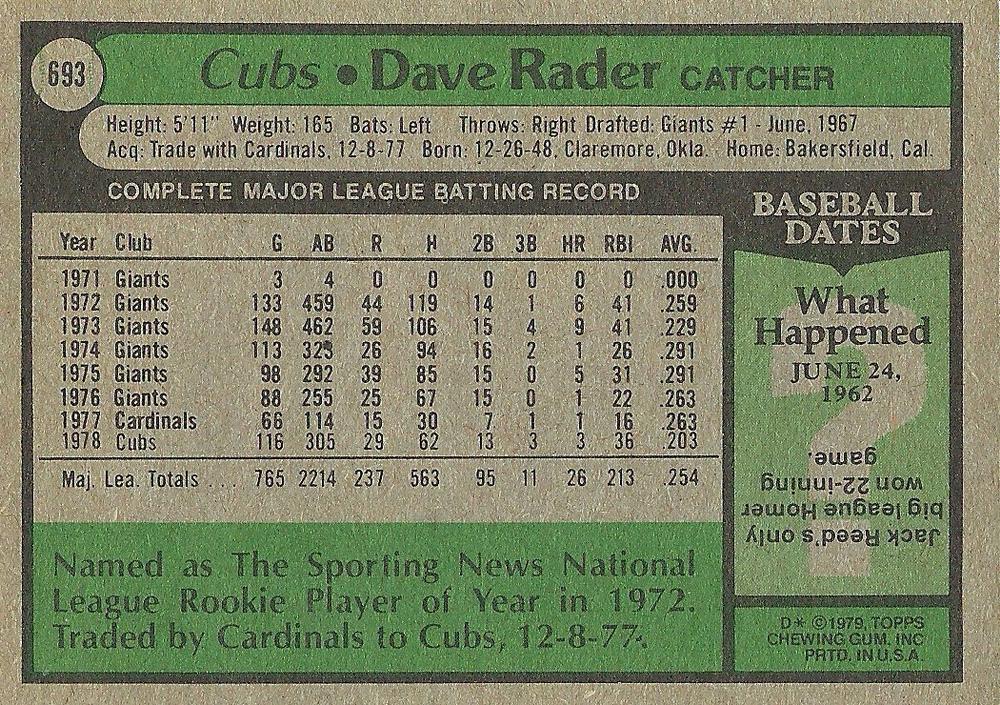 693
Cubs • Dave Rader CATCHER
Height: 5'11" Weight: 165 Bats: Left Throws: Right Drafted: Giants #1 - June, 1967
Acq: Trade with Cardinals, 12-8-77 Born: 12-26-48, Claremore, Okla. Home: Bakersfield, Cal.
COMPLETE MAJOR LEAGUE BATTING RECORD
Year Club G AB R H 2B 3B HR RBI AVG.
1971 Giants 3 4 0 0 0 0 0 0 .000
1972 Giants 133 459 44 119 14 1 6 41 .259
1973 Giants 148 462 59 106 15 4 9 41 .229
1974 Giants 113 323 26 94 16 2 1 26 .291
1975 Giants 98 292 39 85 15 0 5 31 .291
1976 Giants 88 255 25 67 15 0 1 22 .263
1977 Cardinals 66 114 15 30 7 1 1 16 .263
1978 Cubs 116 305 29 62 13 3 3 36 .203
Maj. Lea. Totals . . . 765 2214 237 563 95 11 26 213 .254
Named as The Sporting News National
League Rookie Player of Year in 1972.
Traded by Cardinals to Cubs, 12-8-77.
BASEBALL
DATES
What
Happened
JUNE 24,
1962
Jack Reed's only
big league Homer
won 22-inning
game.
D* ©1979, TOPPS
CHEWING GUM. INC
PRTD. IN U.S.A.